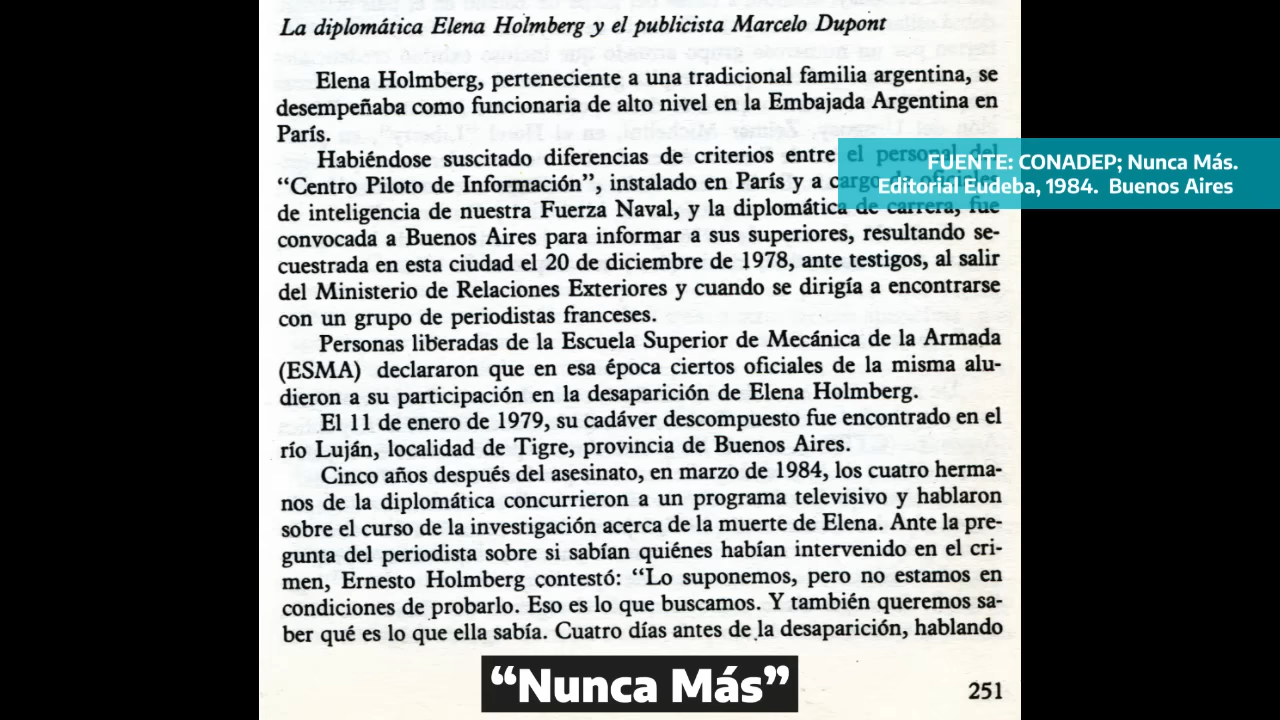 La diplomática Elena Holmberg y el publicista Marcelo Dupont
Elena Holmberg, perteneciente a una tradicional familia argentina, se
desempeñaba como funcionaria de alto nivel en la Embajada Argentina en
París.
Habiéndose suscitado diferencias de criterios entre el personal del
“Centro Piloto de Información”, instalado en París y a cargo de oficiales
de inteligencia de nuestra Fuerza Naval, y la diplomática de carrera, fue
convocada a Buenos Aires para informar a sus superiores, resultando se-
cuestrada en esta ciudad el 20 de diciembre de 1978, ante testigos, al salir
del Ministerio de Relaciones Exteriores y cuando se dirigía a encontrarse
con un grupo de periodistas franceses.
Personas liberadas de la Escuela Superior de Mecánica de la Armada
(ESMA) declararon que en esa época ciertos oficiales de la misma alu-
dieron a su participación en la desaparición de Elena Holmberg.
El 11 de enero de 1979, su cadáver descompuesto fue encontrado en el
río Luján, localidad de Tigre, provincia de Buenos Aires.
Cinco años después del asesinato, en marzo de 1984, los cuatro herma-
nos de la diplomática concurrieron a un programa televisivo y hablaron
sobre el curso de la investigación acerca de la muerte de Elena. Ante la pre-
gunta del periodista sobre si sabían quiénes habían intervenido en el cri-
men, Ernesto Holmberg contestó: “Lo suponemos, pero no estamos en
condiciones de probarlo. Eso es lo que buscamos. Y también queremos sa-
ber qué es lo que ella sabía. Cuatro días antes de la desaparición, hablando
251
FUENTE: CONADEP; Nunca Más.
Editorial Eudeba, 1984. Buenos Aires
“Nunca Más”